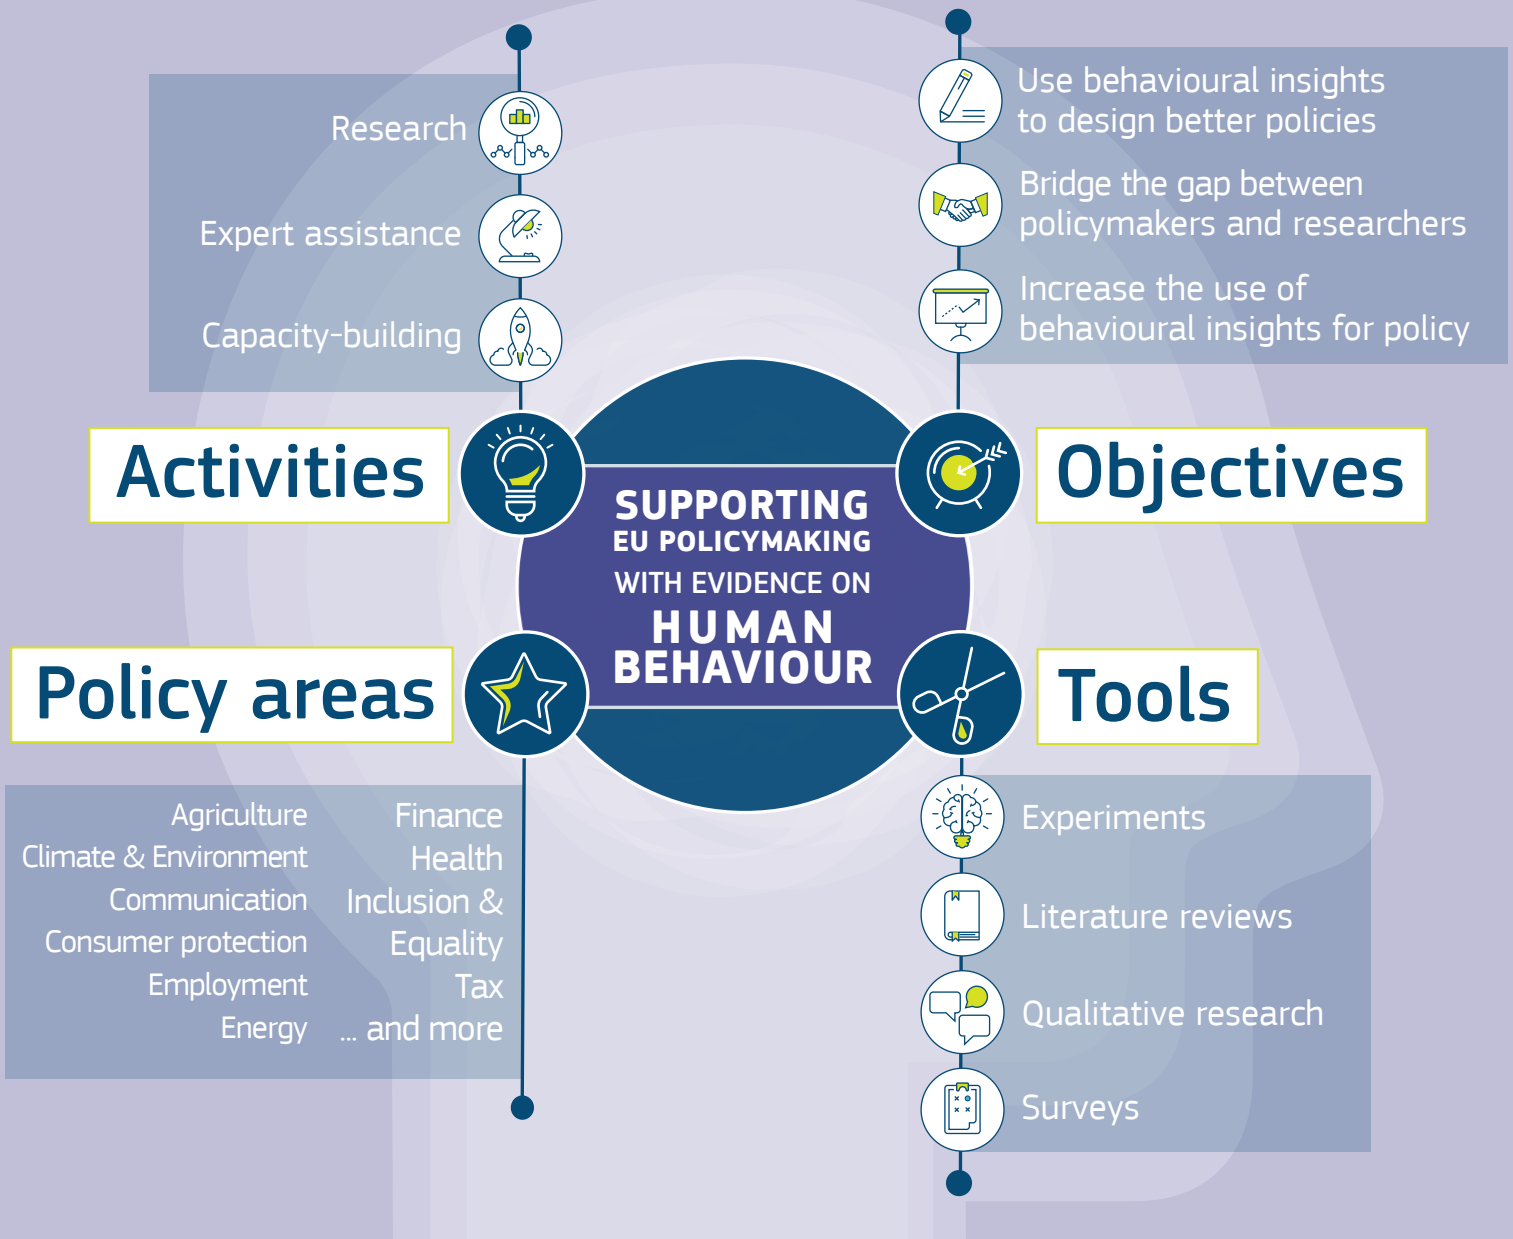 Research
Expert assistance
Capacity-building
Activities
Use behavioural insights
to design better policies
Bridge the gap between
policymakers and researchers
Increase the use of
behavioural insights for policy
Objectives
SUPPORTING
EU POLICYMAKING
WITH EVIDENCE ON
HUMAN
BEHAVIOUR
Policy areas
Agriculture
Climate & Environment
Communication
Consumer protection
Employment
Energy
Finance
Health
Inclusion &
Equality
Tax
... and more
Tools
Experiments
Literature reviews
Qualitative research
Surveys